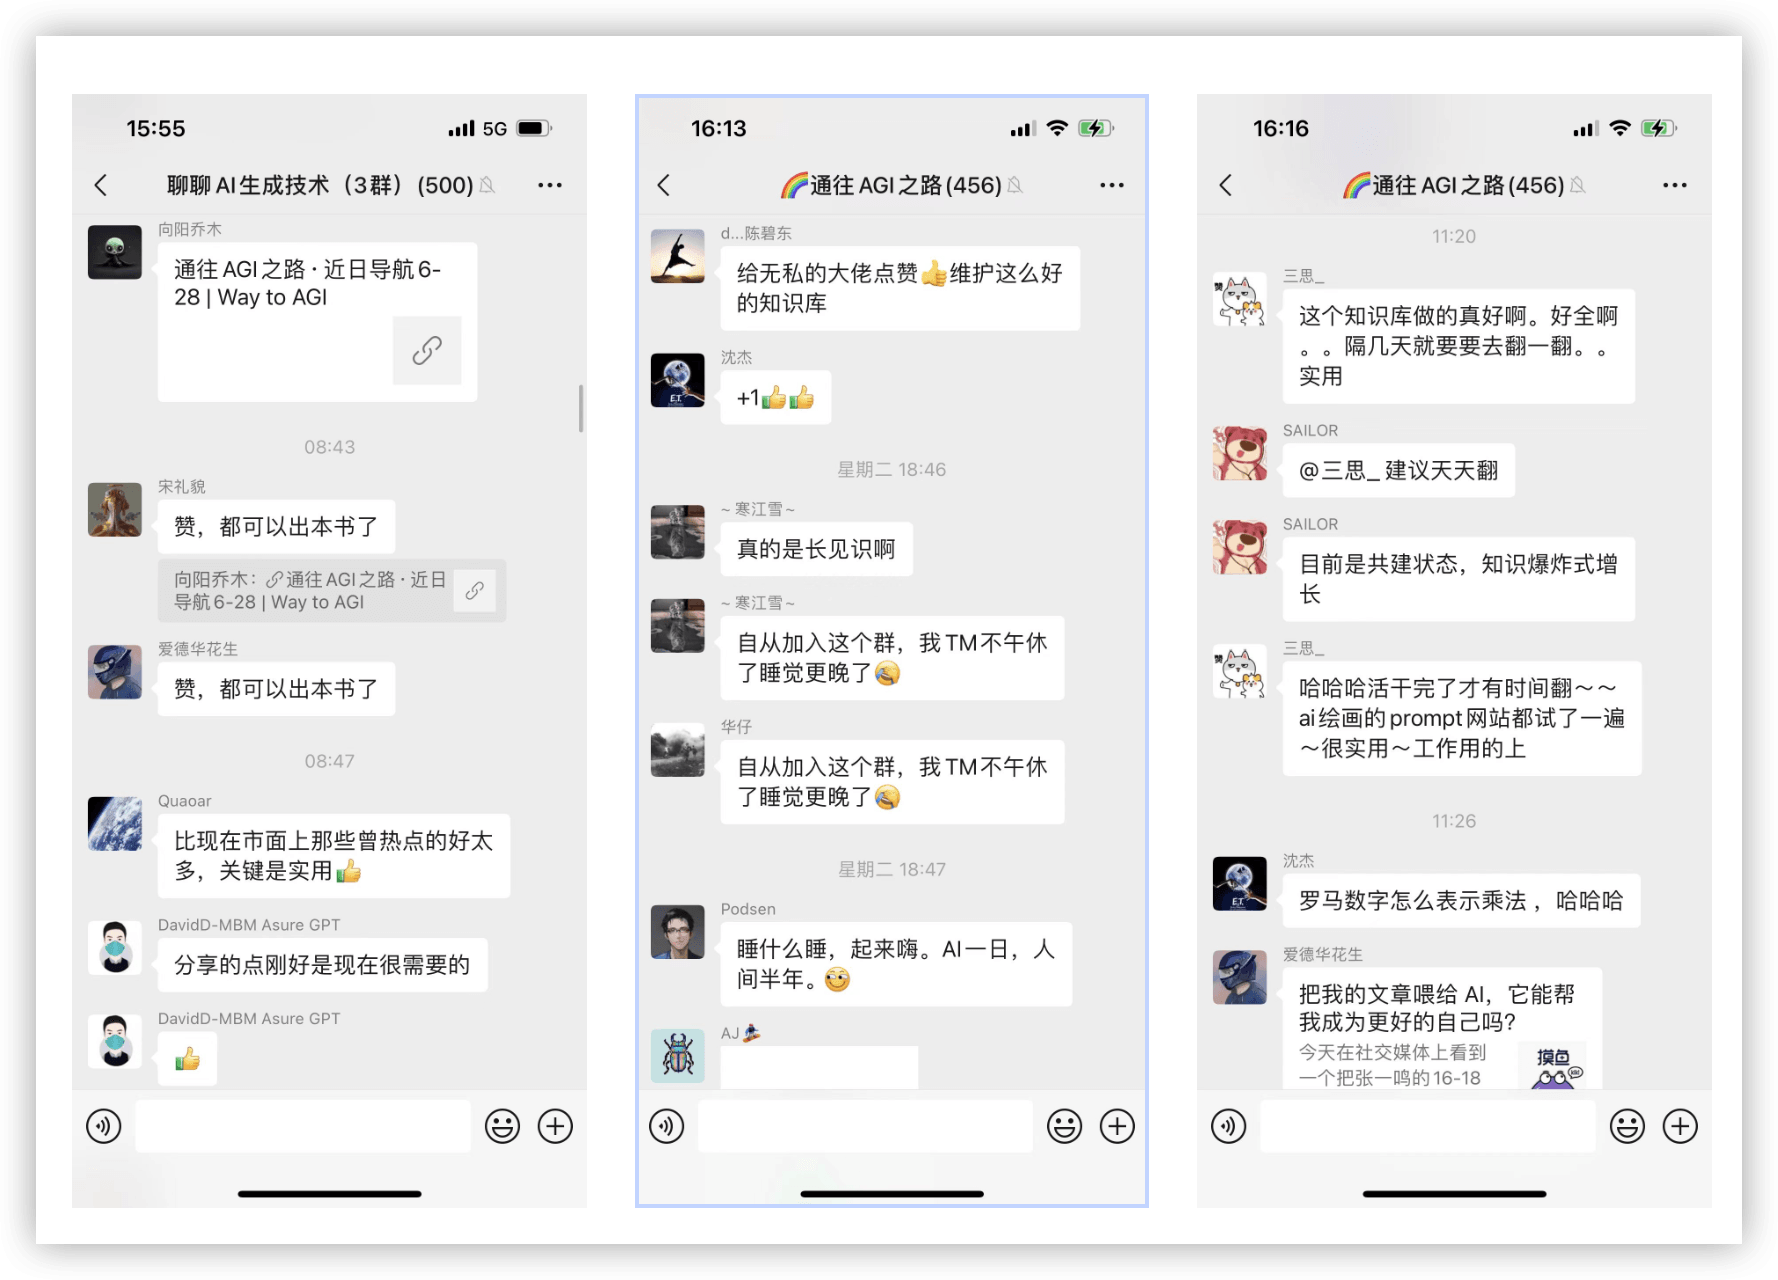 15:55
5G
聊聊AI生成技术（3群）(500)
向阳乔木
通往AGI之路·近日导航6-
28 | Way to AGI
08:43
宋礼貌
赞，都可以出本书了
向阳乔木：通往AGI之路·近日
导航6-28 | Way to AGI
爱德华花生
赞，都可以出本书了
08:47
Quaoar
比现在市面上那些曾热点的好太
多，关键是实用👍
DavidD-MBM Asure GPT
分享的点刚好是现在很需要的
DavidD-MBM Asure GPT
👍
16:13
🌈通往AGI之路(456)
d...陈碧东
给无私的大佬点赞👍维护这么好
的知识库
沈杰
+1👍👍
星期二 18:46
~寒江雪~
真的是长见识啊
~寒江雪~
自从加入这个群，我TM不午休
了睡觉更晚了😂
华仔
自从加入这个群，我TM不午休
了睡觉更晚了😂
星期二 18:47
Podsen
睡什么睡，起来嗨。AI一日，人
间半年。
AJ🏂
16:16
🌈通往AGI之路(456)
11:20
三思_
这个知识库做的真好啊。好全啊
。。隔几天就要要去翻一翻。。
实用
SAILOR
@三思_ 建议天天翻
SAILOR
目前是共建状态，知识爆炸式增
长
三思_
哈哈哈活干完了才有时间翻～～
ai绘画的prompt网站都试了一遍
～很实用～工作用的上
11:26
沈杰
罗马数字怎么表示乘法，哈哈哈
爱德华花生
把我的文章喂给 AI，它能帮
我成为更好的自己吗？
今天在社交媒体上看到
一个把张一鸣的16-18
摸鱼